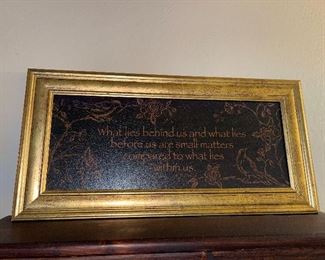 What lies behind us and what lies
before us are small matters
compared to what lies
within us.